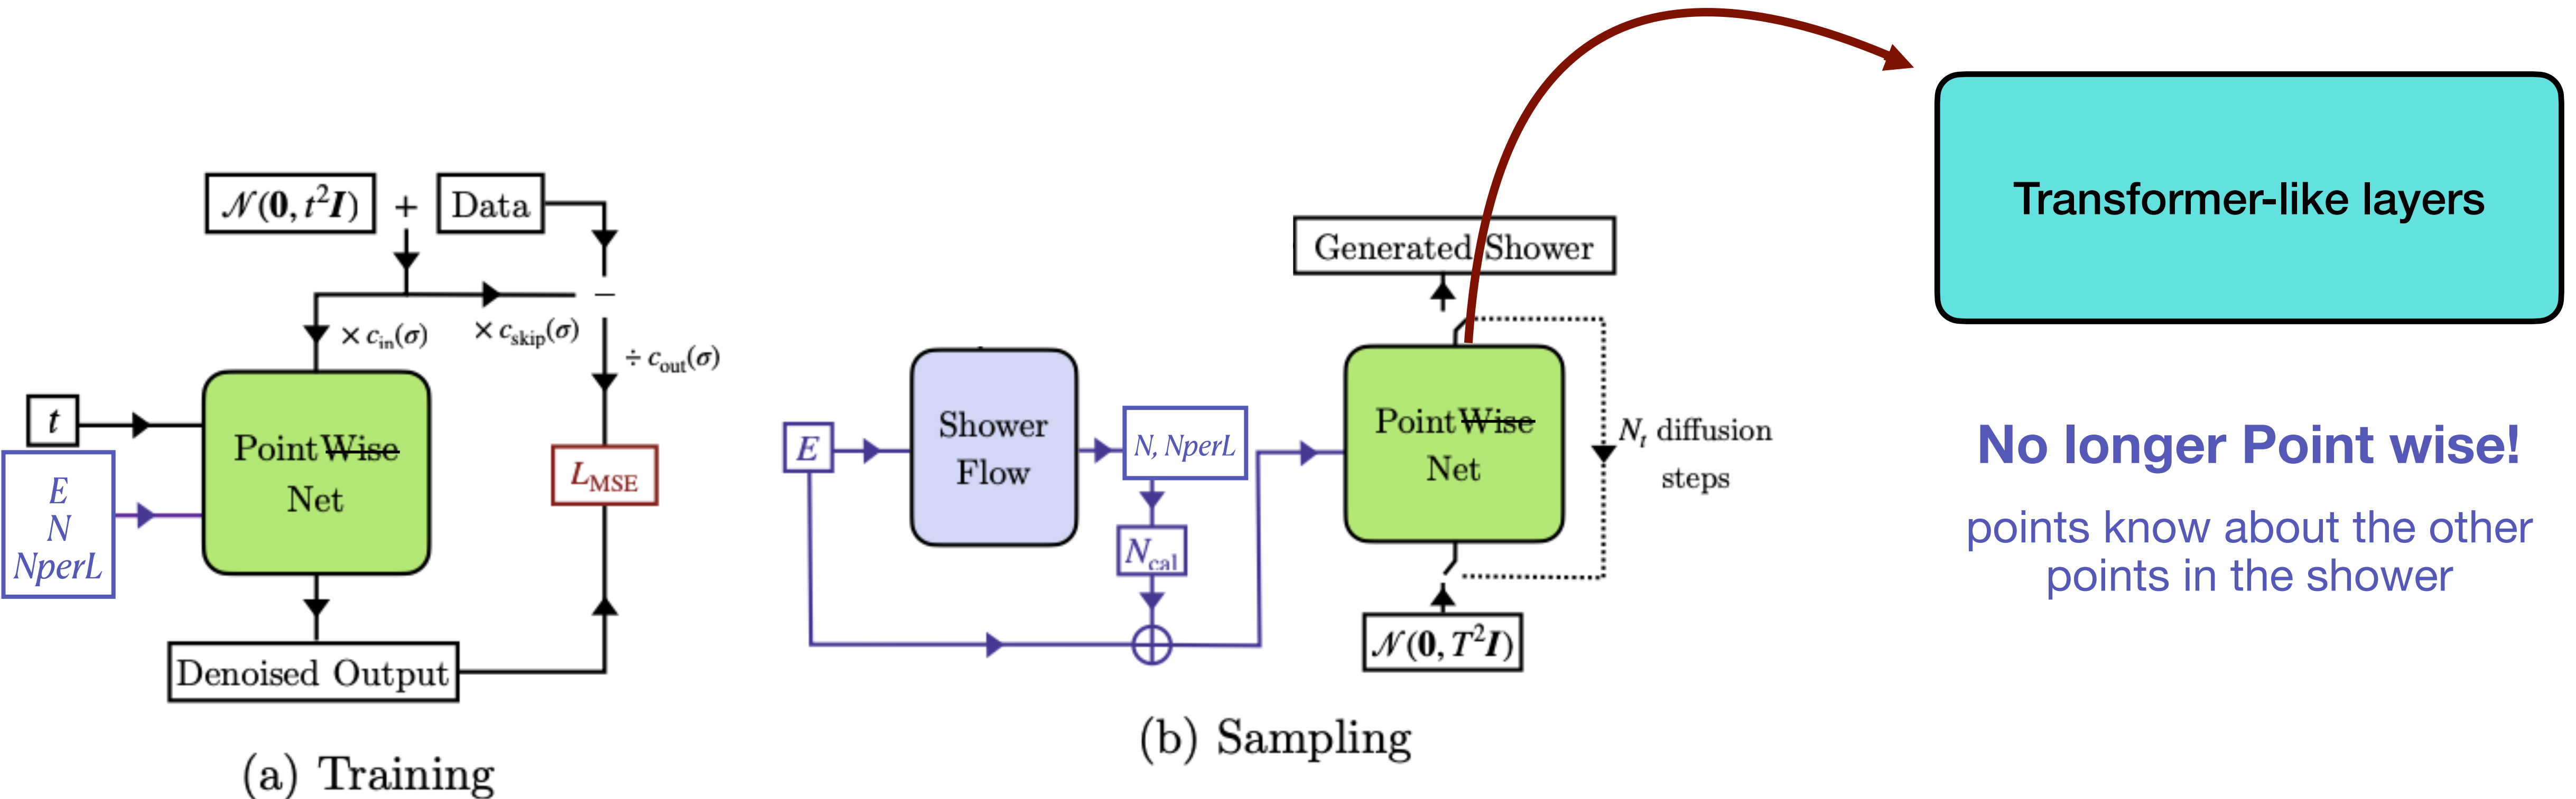 𝒩(0, t²I) + Data
× c_in(σ)
× c_skip(σ)
−
÷ c_out(σ)
t
E
N
NperL
Point Wise
Net
L_MSE
Denoised Output
(a) Training
E
Shower
Flow
N, NperL
N_cal
Generated Shower
Point Wise
Net
N_t diffusion
steps
𝒩(0, T²I)
(b) Sampling
Transformer-like layers
No longer Point wise!
points know about the other
points in the shower